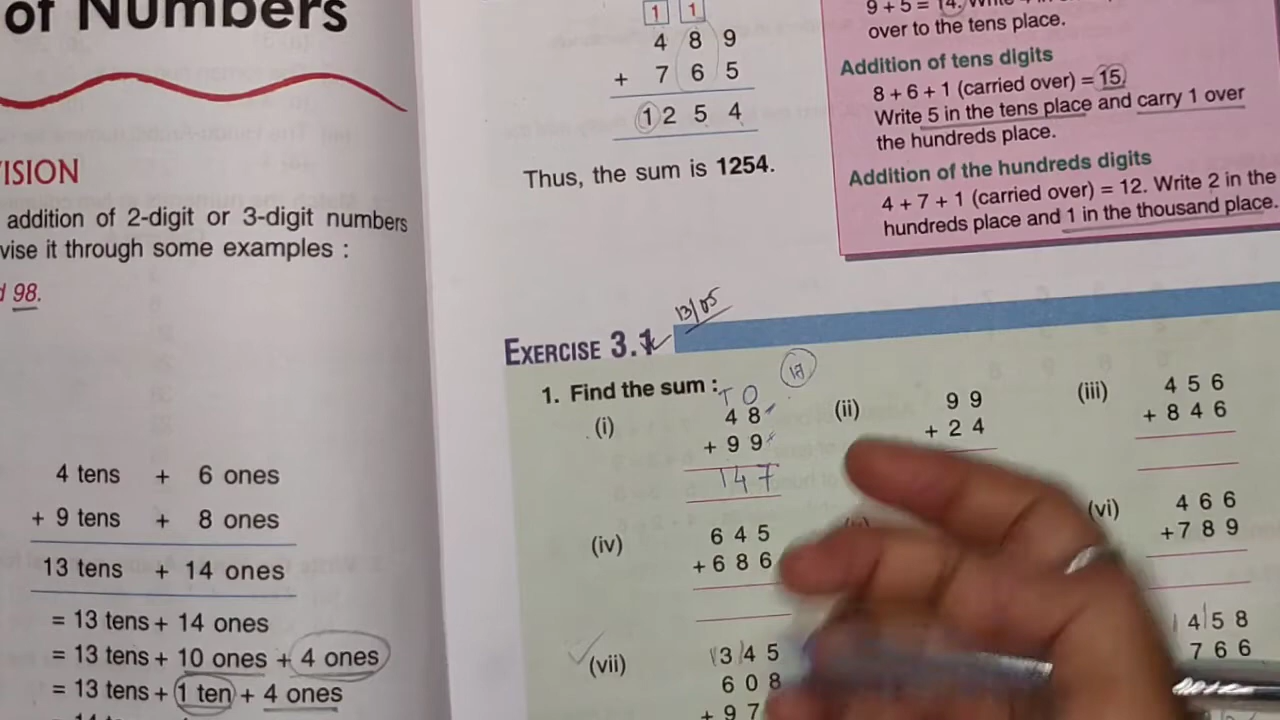 of Numbers
ISION
addition of 2-digit or 3-digit numbers
vise it through some examples :
d 98.
4 tens + 6 ones
+ 9 tens + 8 ones
13 tens + 14 ones
= 13 tens + 14 ones
= 13 tens + 10 ones + 4 ones
= 13 tens + 1 ten + 4 ones
1 1
4 8 9
+ 7 6 5
1 2 5 4
Thus, the sum is 1254.
9 + 5 = 14.
over to the tens place.
Addition of tens digits
8 + 6 + 1 (carried over) = 15
Write 5 in the tens place and carry 1 over
the hundreds place.
Addition of the hundreds digits
4 + 7 + 1 (carried over) = 12. Write 2 in the
hundreds place and 1 in the thousand place.
13/05
EXERCISE 3.1
1. Find the sum :
T O
(i) 4 8
+ 9 9
147
(ii) 9 9
+ 2 4
(iii) 4 5 6
+ 8 4 6
(iv) 6 4 5
+ 6 8 6
(vi) 4 6 6
+ 7 8 9
(vii) 3 4 5
6 0 8
+ 9 7
4 5 8
7 6 6